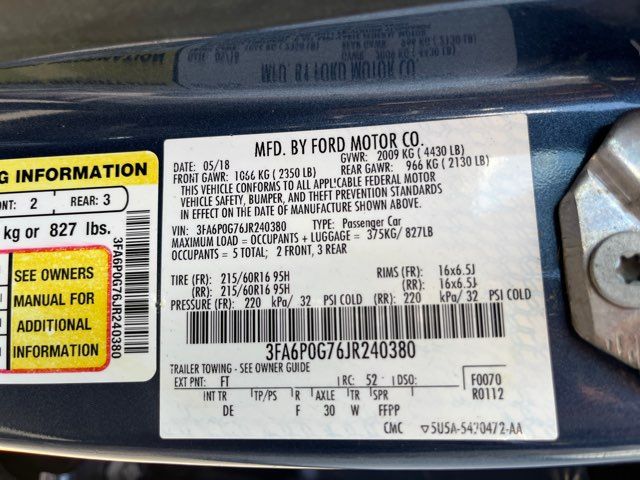 MFD. BY FORD MOTOR CO.
G INFORMATION
NT: 2 REAR: 3
kg or 827 lbs.
SEE OWNERS
MANUAL FOR
ADDITIONAL
INFORMATION
3FA6P0G76JR240380
MFD. BY FORD MOTOR CO.
DATE: 05/18 GVWR: 2009 KG ( 4430 LB)
FRONT GAWR: 1066 KG ( 2350 LB) REAR GAWR: 966 KG ( 2130 LB)
THIS VEHICLE CONFORMS TO ALL APPLICABLE FEDERAL MOTOR
VEHICLE SAFETY, BUMPER, AND THEFT PREVENTION STANDARDS
IN EFFECT ON THE DATE OF MANUFACTURE SHOWN ABOVE.
VIN: 3FA6P0G76JR240380 TYPE: Passenger Car
MAXIMUM LOAD = OCCUPANTS + LUGGAGE = 375KG/827LB
OCCUPANTS = 5 TOTAL; 2 FRONT, 3 REAR
TIRE (FR): 215/60R16 95H RIMS (FR): 16x6.5J
(RR): 215/60R16 95H (RR): 16x6.5J
PRESSURE (FR): 220 kPa/ 32 PSI COLD (RR): 220 kPa/ 32 PSI COLD
3FA6P0G76JR240380
TRAILER TOWING - SEE OWNER GUIDE
EXT PNT: FT RC: 52 DSO: F0070
INT TR TP/PS R AXLE TR SPR R0112
DE F 30 W FFPP
CMC ▽5U5A-5420472-AA